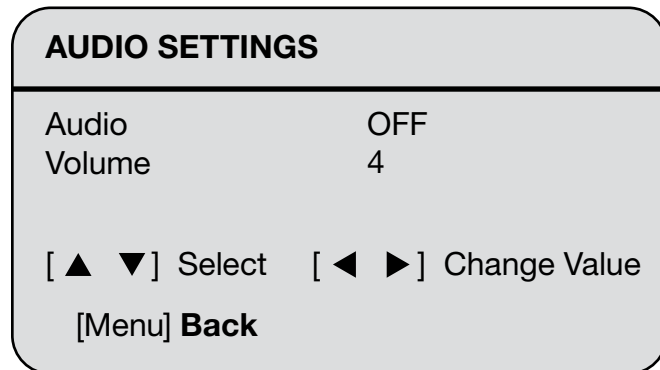 AUDIO SETTINGS
Audio OFF
Volume 4
[ ▲ ▼ ] Select [ ◀ ▶ ] Change Value
[Menu] Back